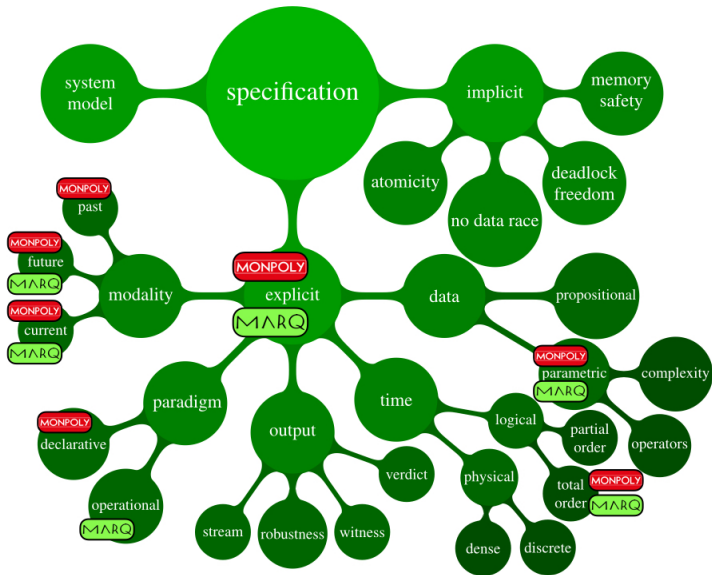 specification
system
model
implicit
memory
safety
atomicity
no data race
deadlock
freedom
MONPOLY
past
MONPOLY
future
MARQ
MONPOLY
current
MARQ
modality
MONPOLY
explicit
MARQ
data
propositional
MONPOLY
parametric
MARQ
complexity
operators
paradigm
MONPOLY
declarative
operational
MARQ
output
stream
robustness
witness
verdict
time
logical
partial
order
total
order
MONPOLY
MARQ
physical
dense
discrete